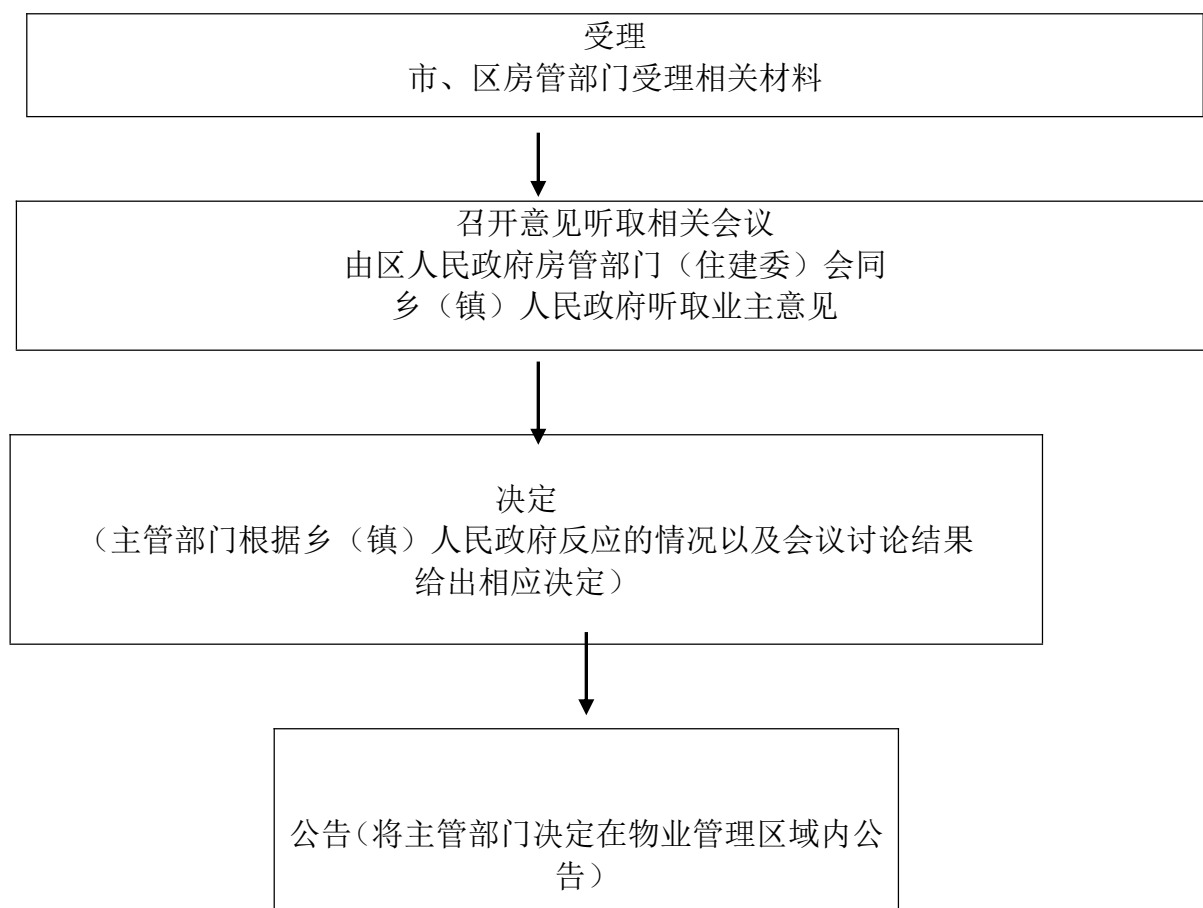 受理
市、区房管部门受理相关材料
召开意见听取相关会议
由区人民政府房管部门（住建委）会同
乡（镇）人民政府听取业主意见
决定
（主管部门根据乡（镇）人民政府反应的情况以及会议讨论结果
给出相应决定）
公告（将主管部门决定在物业管理区域内公
告）